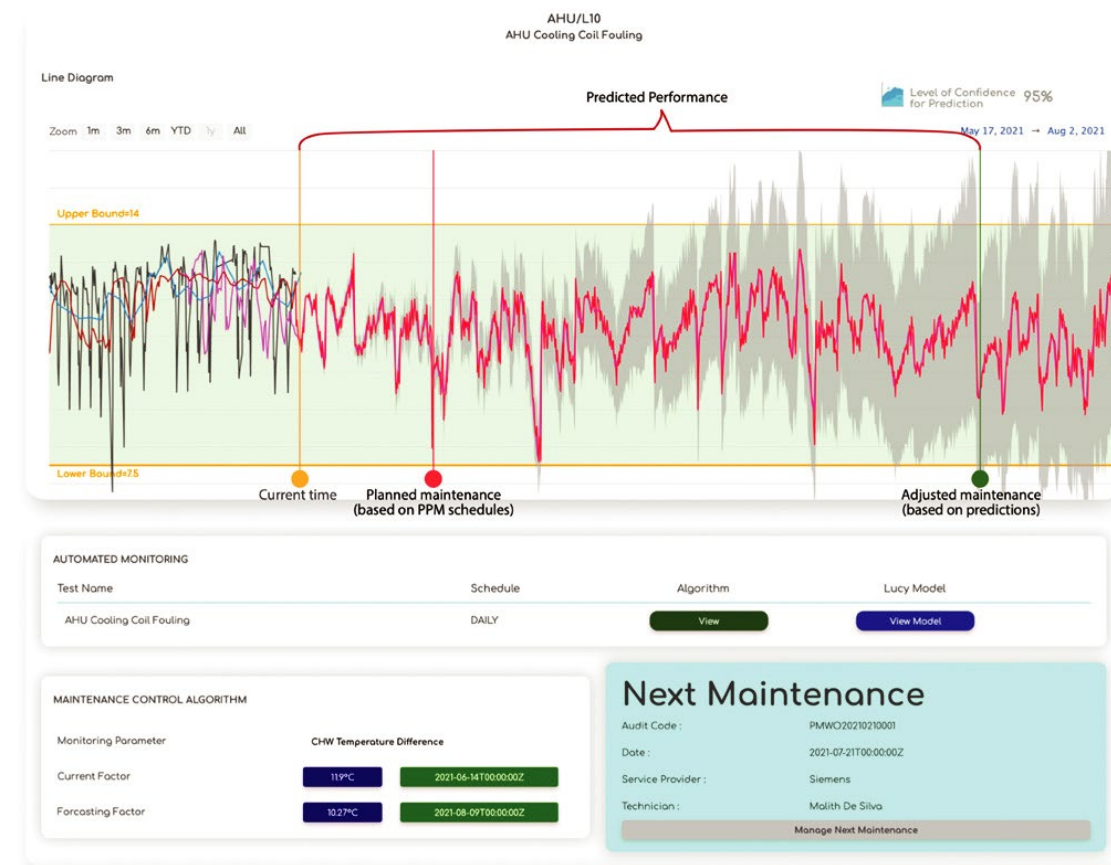 AHU/L10
AHU Cooling Coil Fouling
Line Diagram
Predicted Performance
Level of Confidence
for Prediction
95%
Zoom 1m 3m 6m YTD 1y All
May 17, 2021 → Aug 2, 2021
Upper Bound=14
Lower Bound=7.5
Current time
Planned maintenance
(based on PPM schedules)
Adjusted maintenance
(based on predictions)
AUTOMATED MONITORING
Test Name Schedule Algorithm Lucy Model
AHU Cooling Coil Fouling DAILY View View Model
MAINTENANCE CONTROL ALGORITHM
Monitoring Parameter CHW Temperature Difference
Current Factor 11.9°C 2021-06-14T00:00:00Z
Forcasting Factor 10.27°C 2021-08-09T00:00:00Z
Next Maintenance
Audit Code : PMWO20210210001
Date : 2021-07-21T00:00:00Z
Service Provider : Siemens
Technician : Malith De Silva
Manage Next Maintenance